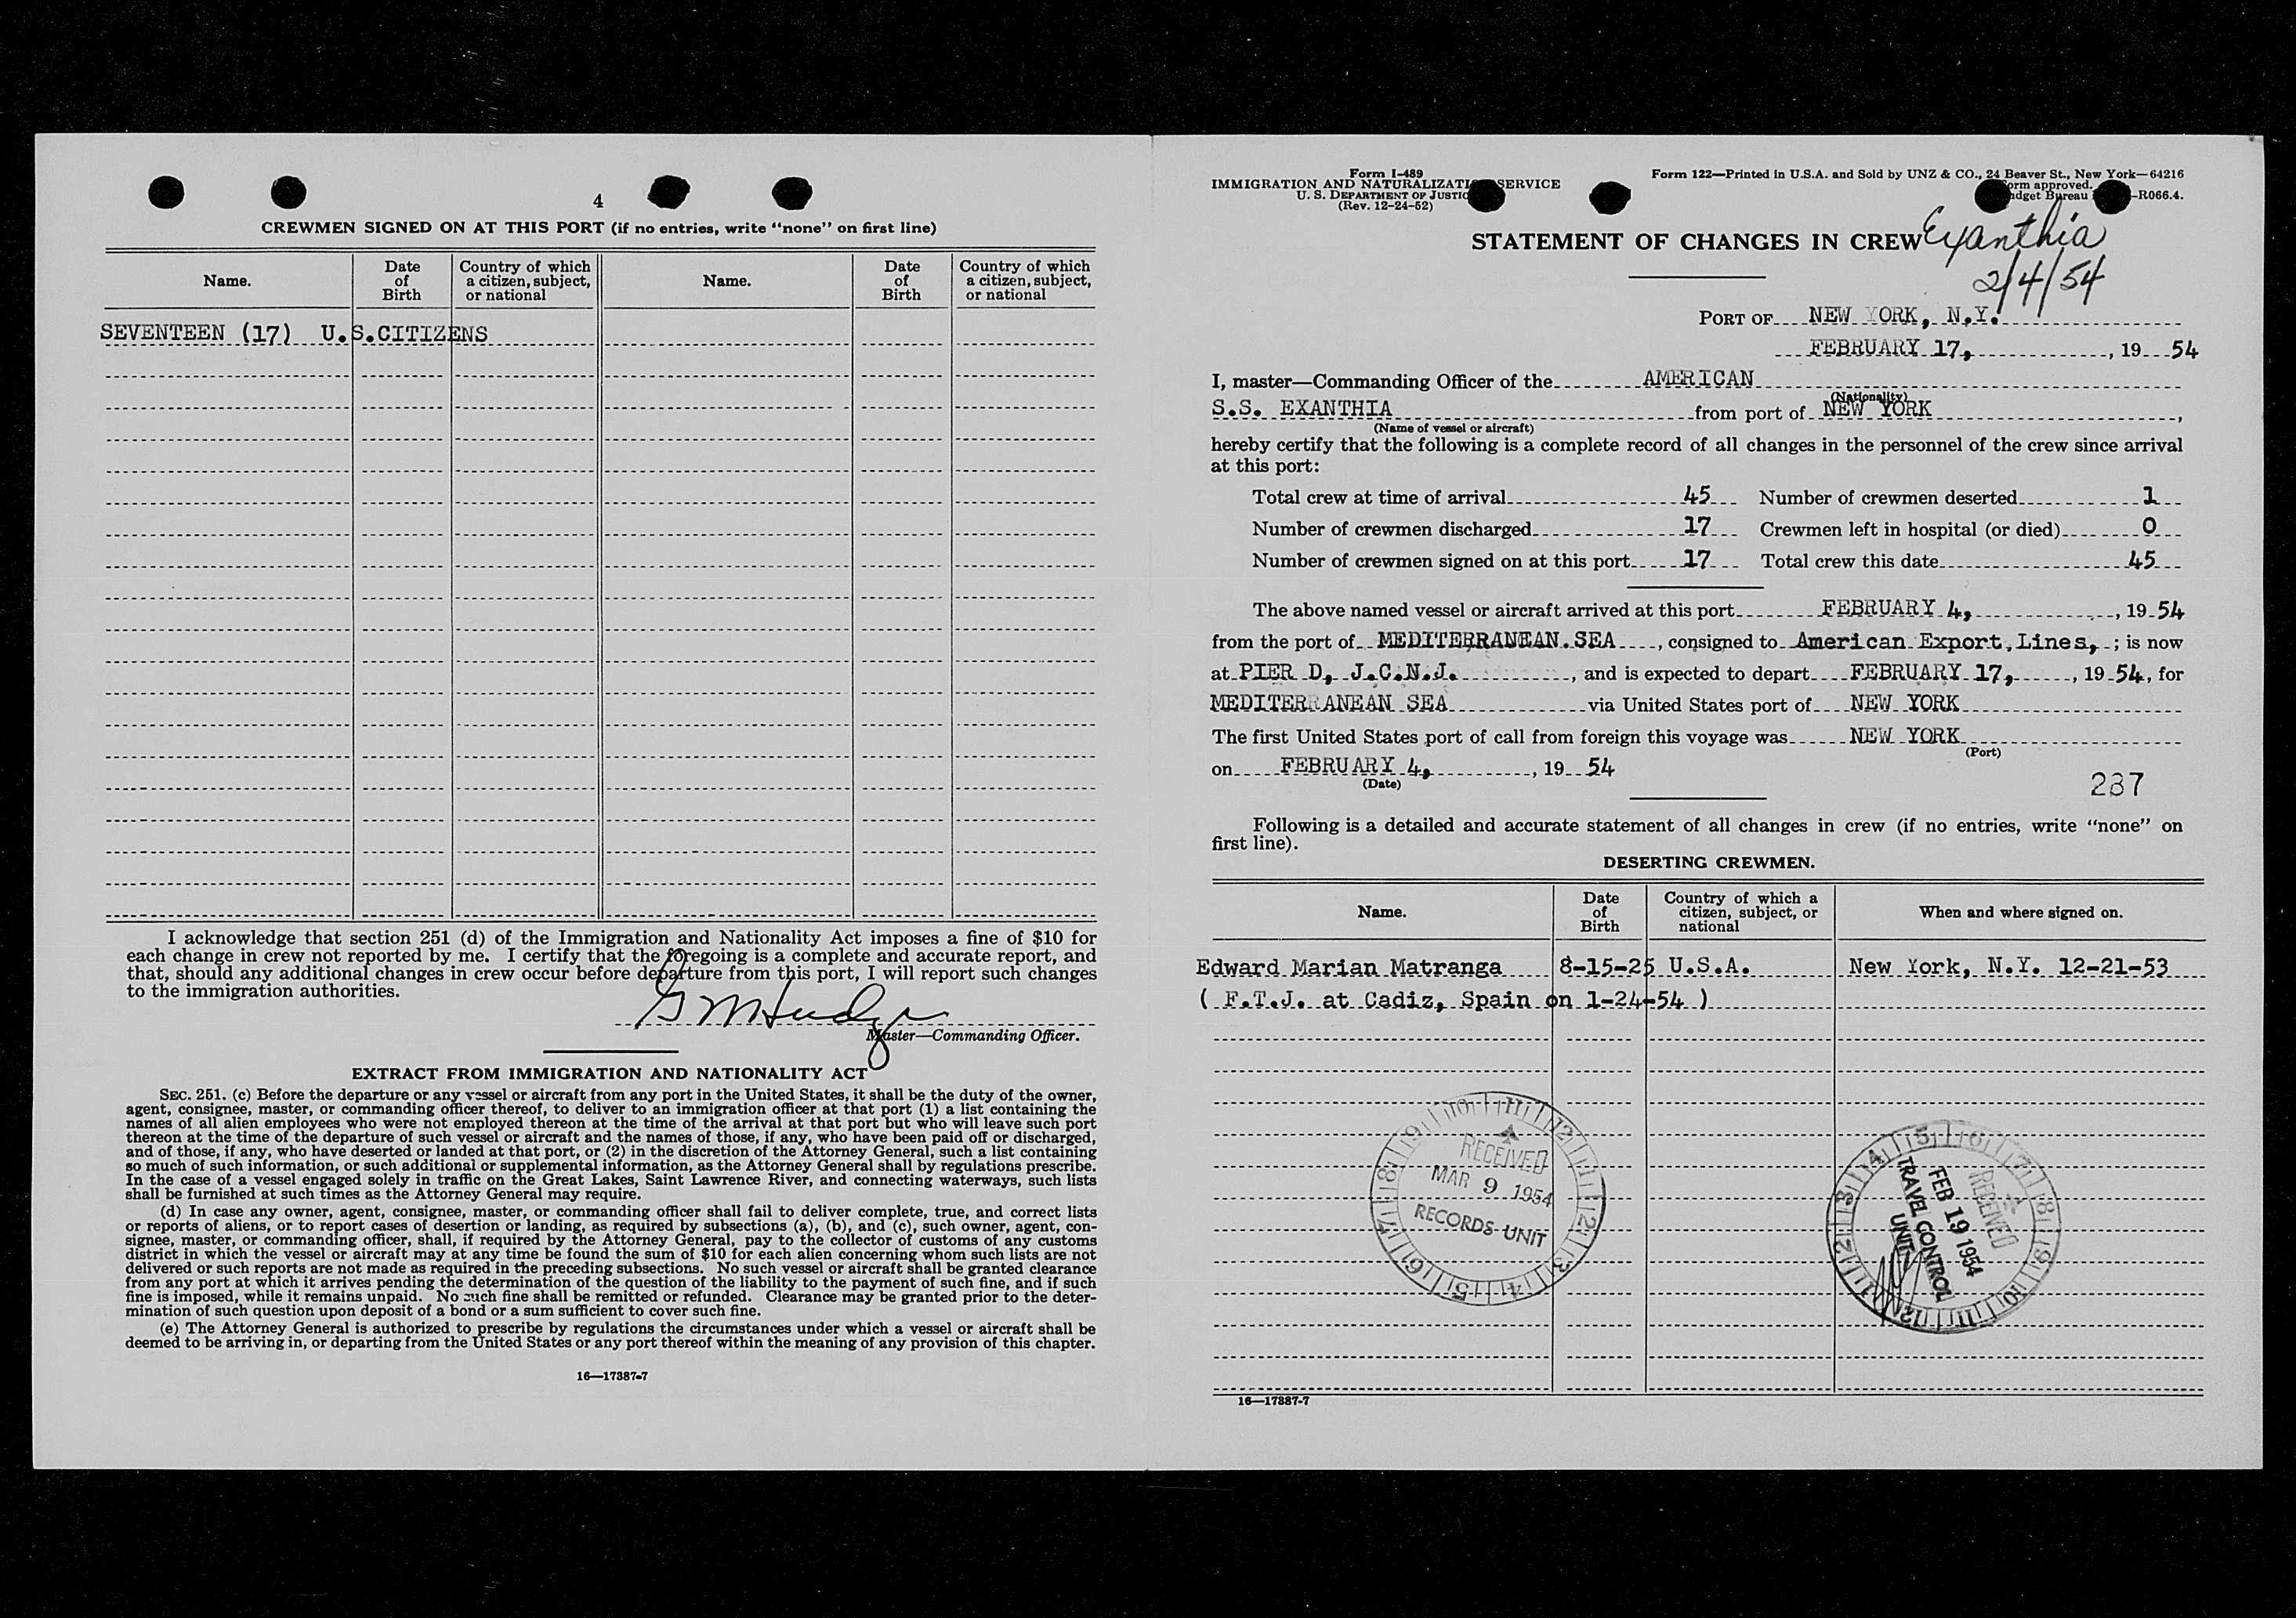 4
CREWMEN SIGNED ON AT THIS PORT (if no entries, write “none” on first line)
Name. Date of Birth Country of which a citizen, subject, or national Name. Date of Birth Country of which a citizen, subject, or national
SEVENTEEN (17) U.S.CITIZENS
I acknowledge that section 251 (d) of the Immigration and Nationality Act imposes a fine of $10 for
each change in crew not reported by me. I certify that the foregoing is a complete and accurate report, and
that, should any additional changes in crew occur before departure from this port, I will report such changes
to the immigration authorities.
Master—Commanding Officer.
EXTRACT FROM IMMIGRATION AND NATIONALITY ACT
SEC. 251. (c) Before the departure or any vessel or aircraft from any port in the United States, it shall be the duty of the owner,
agent, consignee, master, or commanding officer thereof, to deliver to an immigration officer at that port (1) a list containing the
names of all alien employees who were not employed thereon at the time of the arrival at that port but who will leave such port
thereon at the time of the departure of such vessel or aircraft and the names of those, if any, who have been paid off or discharged,
and of those, if any, who have deserted or landed at that port, or (2) in the discretion of the Attorney General, such a list containing
so much of such information, or such additional or supplemental information, as the Attorney General shall by regulations prescribe.
In the case of a vessel engaged solely in traffic on the Great Lakes, Saint Lawrence River, and connecting waterways, such lists
shall be furnished at such times as the Attorney General may require.
(d) In case any owner, agent, consignee, master, or commanding officer shall fail to deliver complete, true, and correct lists
or reports of aliens, or to report cases of desertion or landing, as required by subsections (a), (b), and (c), such owner, agent, con-
signee, master, or commanding officer, shall, if required by the Attorney General, pay to the collector of customs of any customs
district in which the vessel or aircraft may at any time be found the sum of $10 for each alien concerning whom such lists are not
delivered or such reports are not made as required in the preceding subsections. No such vessel or aircraft shall be granted clearance
from any port at which it arrives pending the determination of the question of the liability to the payment of such fine, and if such
fine is imposed, while it remains unpaid. No such fine shall be remitted or refunded. Clearance may be granted prior to the deter-
mination of such question upon deposit of a bond or a sum sufficient to cover such fine.
(e) The Attorney General is authorized to prescribe by regulations the circumstances under which a vessel or aircraft shall be
deemed to be arriving in, or departing from the United States or any port thereof within the meaning of any provision of this chapter.
16—17387-7
Form I-489
IMMIGRATION AND NATURALIZATI SERVICE
U. S. DEPARTMENT OF JUSTIC
(Rev. 12-24-52)
Form 122—Printed in U.S.A. and Sold by UNZ & CO., 24 Beaver St., New York—64216
orm approved.
dget Bureau -R066.4.
STATEMENT OF CHANGES IN CREW Exanthia
2/4/54
PORT OF NEW YORK, N.Y.
FEBRUARY 17, , 19 54
I, master—Commanding Officer of the AMERICAN
(Nationality)
S.S. EXANTHIA from port of NEW YORK ,
(Name of vessel or aircraft)
hereby certify that the following is a complete record of all changes in the personnel of the crew since arrival
at this port:
Total crew at time of arrival 45 Number of crewmen deserted 1
Number of crewmen discharged 17 Crewmen left in hospital (or died) 0
Number of crewmen signed on at this port 17 Total crew this date 45
The above named vessel or aircraft arrived at this port FEBRUARY 4, , 19 54
from the port of MEDITERRANEAN SEA , consigned to American Export Lines, ; is now
at PIER D, J.C.N.J. , and is expected to depart FEBRUARY 17, , 19 54, for
MEDITERRANEAN SEA via United States port of NEW YORK
The first United States port of call from foreign this voyage was NEW YORK
(Port)
on FEBRUARY 4, , 19 54
(Date)
287
Following is a detailed and accurate statement of all changes in crew (if no entries, write “none” on
first line).
DESERTING CREWMEN.
Name. Date of Birth Country of which a citizen, subject, or national When and where signed on.
Edward Marian Matranga 8-15-25 U.S.A. New York, N.Y. 12-21-53
( F.T.J. at Cadiz, Spain on 1-24-54 )
RECEIVED
MAR 9 1954
RECORDS UNIT
RECEIVED
FEB 19 1954
TRAVEL CONTROL
UNIT
16—17387-7